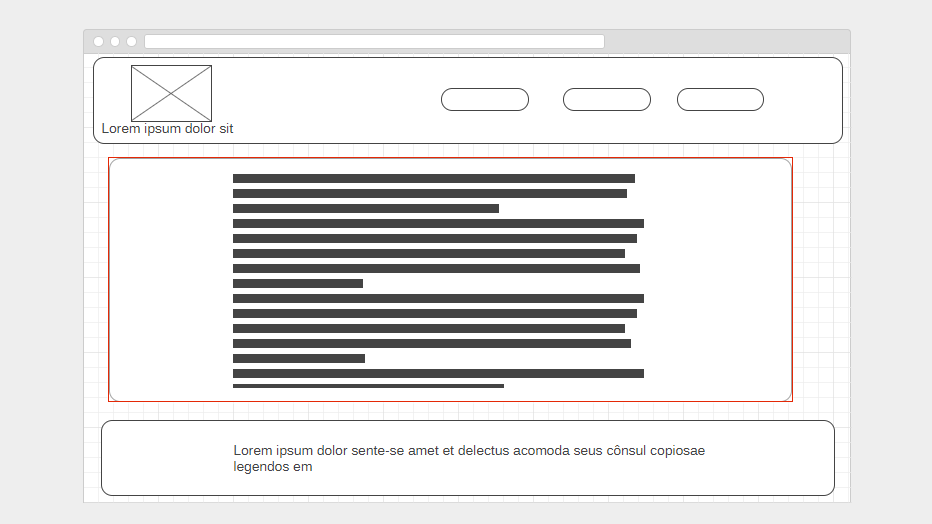 Lorem ipsum dolor sit
Lorem ipsum dolor sente-se amet et delectus acomoda seus cônsul copiosae
legendos em